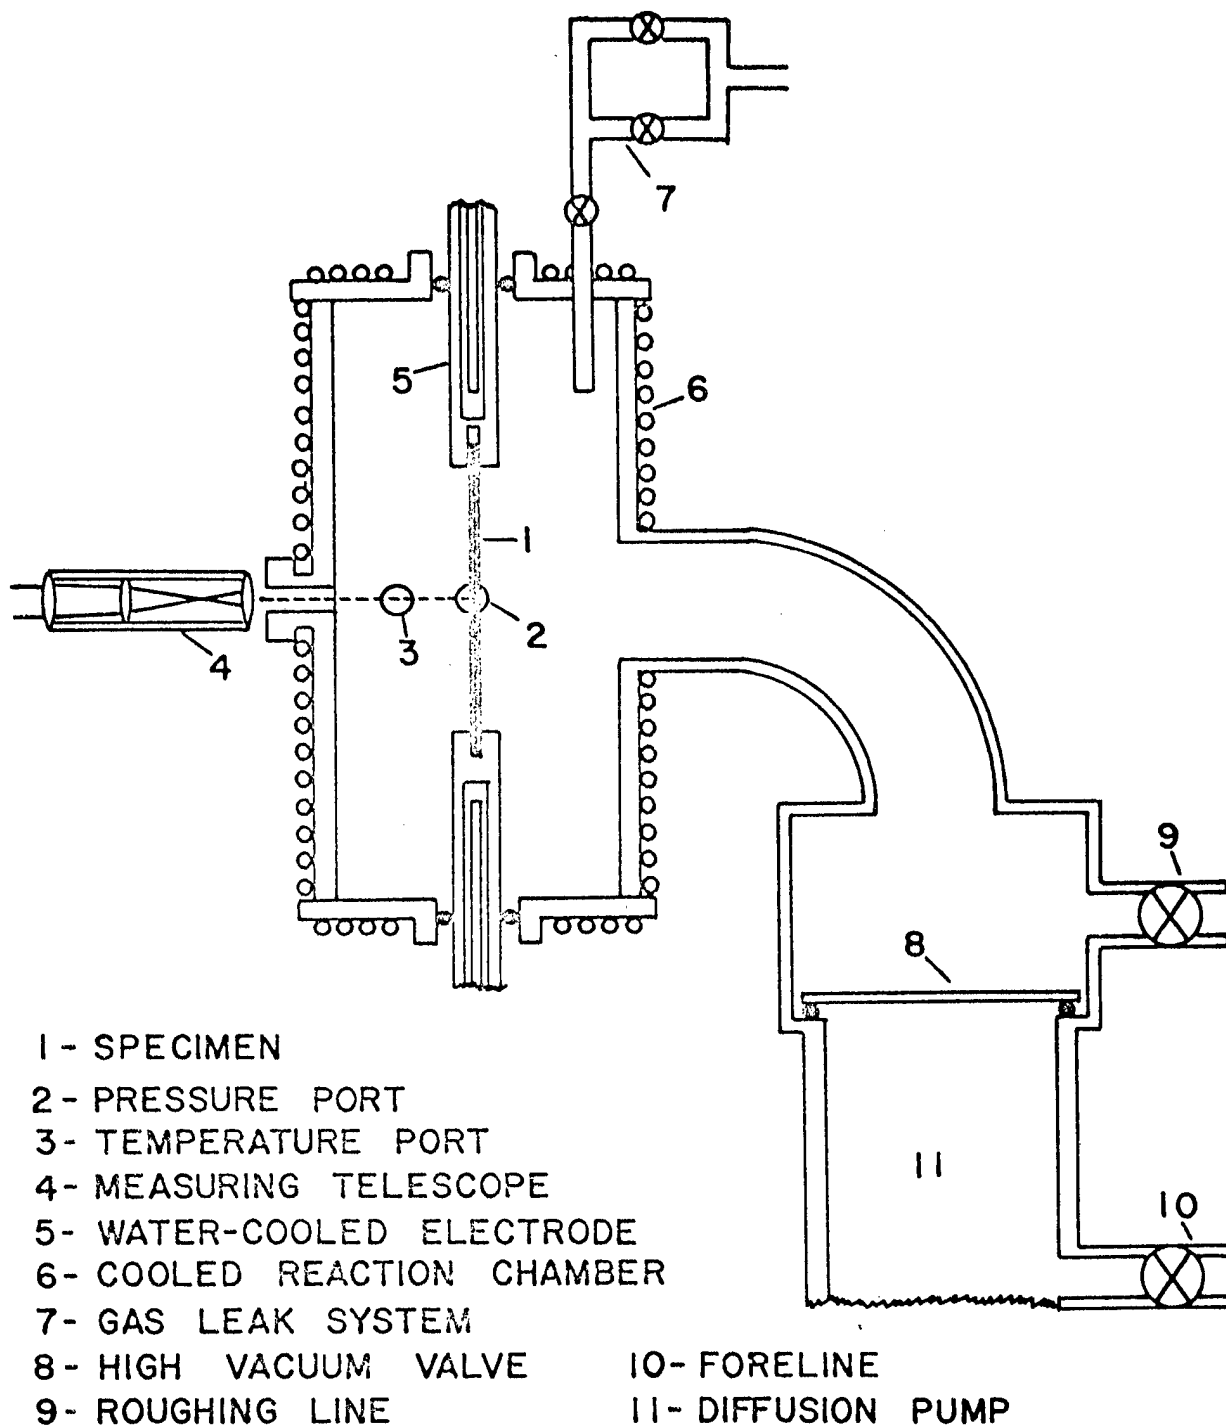 7
5
6
1
2
3
4
9
8
11
10
1 - SPECIMEN
2 - PRESSURE PORT
3 - TEMPERATURE PORT
4 - MEASURING TELESCOPE
5 - WATER-COOLED ELECTRODE
6 - COOLED REACTION CHAMBER
7 - GAS LEAK SYSTEM
8 - HIGH VACUUM VALVE
9 - ROUGHING LINE
10 - FORELINE
11 - DIFFUSION PUMP